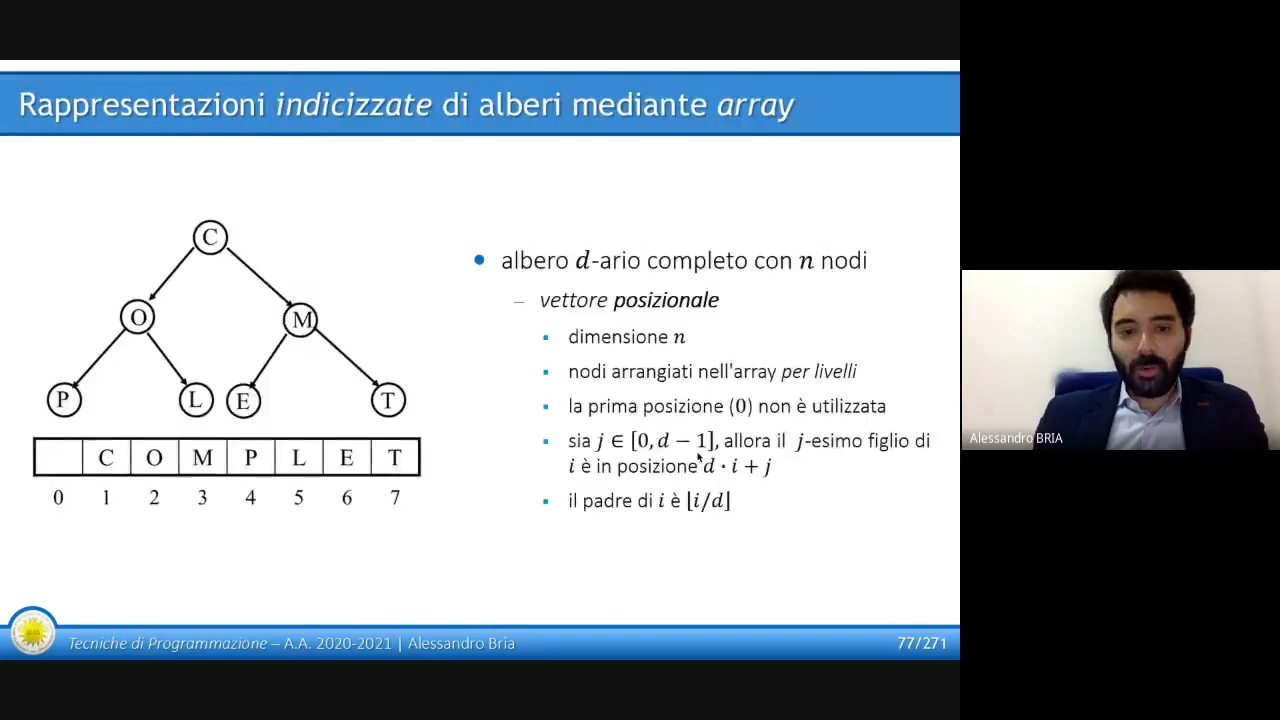 Rappresentazioni indicizzate di alberi mediante array
C
O
M
P
L
E
T
C O M P L E T
0 1 2 3 4 5 6 7
• albero d-ario completo con n nodi
– vettore posizionale
▪ dimensione n
▪ nodi arrangiati nell'array per livelli
▪ la prima posizione (0) non è utilizzata
▪ sia j ∈ [0, d − 1], allora il j-esimo figlio di
i è in posizione d · i + j
▪ il padre di i è ⌊i/d⌋
Alessandro BRIA
Tecniche di Programmazione – A.A. 2020-2021 | Alessandro Bria
77/271